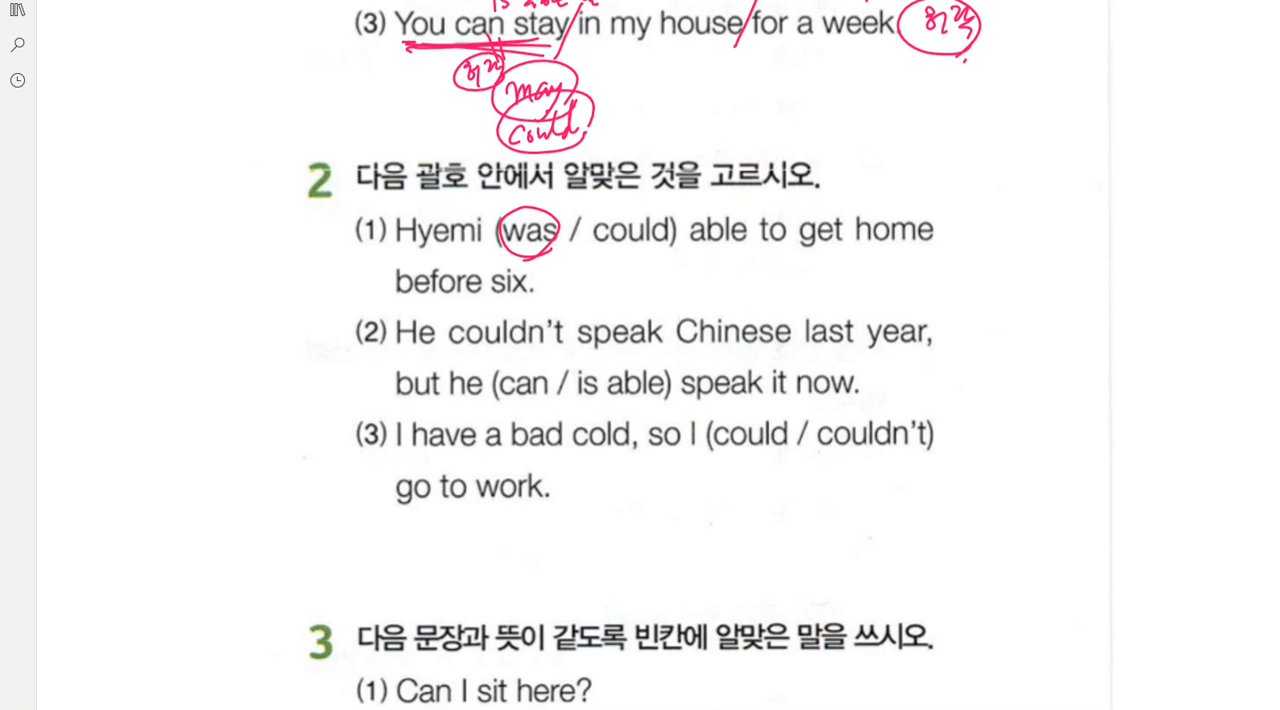 is able
(3) You can stay in my house for a week. 허락
허락
may
could
2 다음 괄호 안에서 알맞은 것을 고르시오.
(1) Hyemi (was / could) able to get home
before six.
(2) He couldn't speak Chinese last year,
but he (can / is able) speak it now.
(3) I have a bad cold, so I (could / couldn't)
go to work.
3 다음 문장과 뜻이 같도록 빈칸에 알맞은 말을 쓰시오.
(1) Can I sit here?